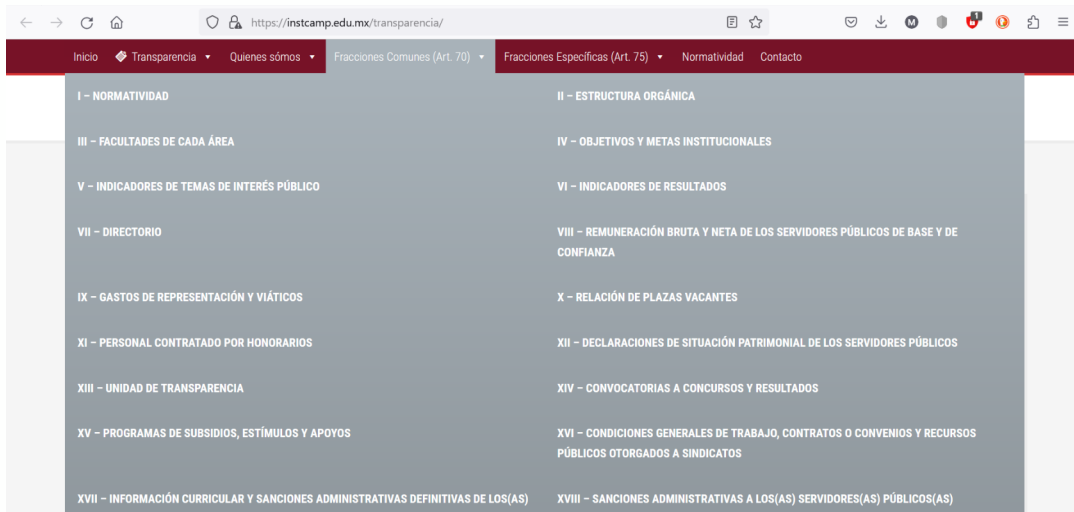 https://instcamp.edu.mx/transparencia/
M
1
Inicio Transparencia Quienes sómos Fracciones Comunes (Art. 70) Fracciones Específicas (Art. 75) Normatividad Contacto
I – NORMATIVIDAD
II – ESTRUCTURA ORGÁNICA
III – FACULTADES DE CADA ÁREA
IV – OBJETIVOS Y METAS INSTITUCIONALES
V – INDICADORES DE TEMAS DE INTERÉS PÚBLICO
VI – INDICADORES DE RESULTADOS
VII – DIRECTORIO
VIII – REMUNERACIÓN BRUTA Y NETA DE LOS SERVIDORES PÚBLICOS DE BASE Y DE
CONFIANZA
IX – GASTOS DE REPRESENTACIÓN Y VIÁTICOS
X – RELACIÓN DE PLAZAS VACANTES
XI – PERSONAL CONTRATADO POR HONORARIOS
XII – DECLARACIONES DE SITUACIÓN PATRIMONIAL DE LOS SERVIDORES PÚBLICOS
XIII – UNIDAD DE TRANSPARENCIA
XIV – CONVOCATORIAS A CONCURSOS Y RESULTADOS
XV – PROGRAMAS DE SUBSIDIOS, ESTÍMULOS Y APOYOS
XVI – CONDICIONES GENERALES DE TRABAJO, CONTRATOS O CONVENIOS Y RECURSOS
PÚBLICOS OTORGADOS A SINDICATOS
XVII – INFORMACIÓN CURRICULAR Y SANCIONES ADMINISTRATIVAS DEFINITIVAS DE LOS(AS)
XVIII – SANCIONES ADMINISTRATIVAS A LOS(AS) SERVIDORES(AS) PÚBLICOS(AS)